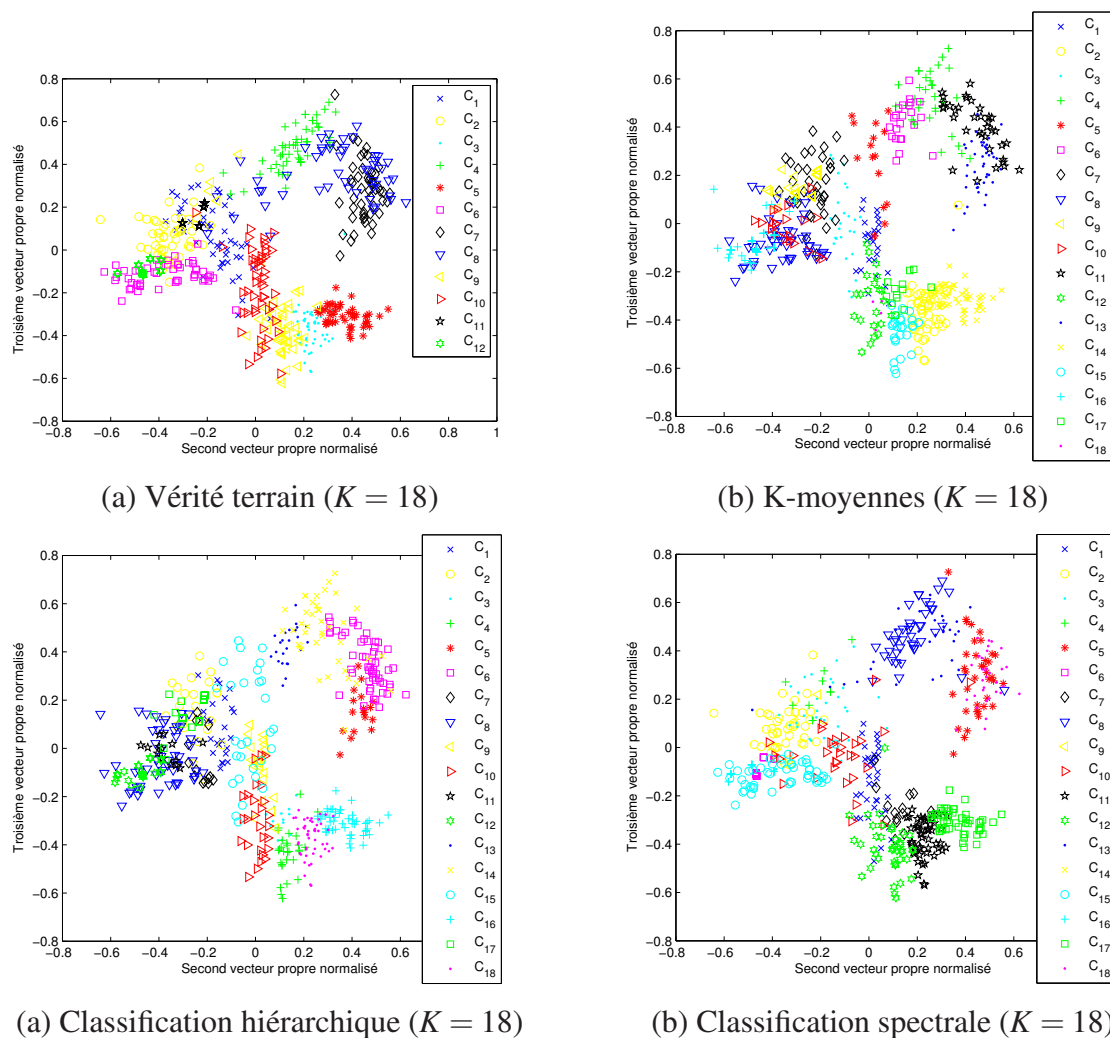 Troisième vecteur propre normalisé
0.8
0.6
0.4
0.2
0
−0.2
−0.4
−0.6
−0.8
−0.8 −0.6 −0.4 −0.2 0 0.2 0.4 0.6 0.8 1
Second vecteur propre normalisé
C1
C2
C3
C4
C5
C6
C7
C8
C9
C10
C11
C12
(a) Vérité terrain (K = 18)
Troisième vecteur propre normalisé
0.8
0.6
0.4
0.2
0
−0.2
−0.4
−0.6
−0.8
−0.8 −0.6 −0.4 −0.2 0 0.2 0.4 0.6
Second vecteur propre normalisé
C1
C2
C3
C4
C5
C6
C7
C8
C9
C10
C11
C12
C13
C14
C15
C16
C17
C18
(b) K-moyennes (K = 18)
Troisième vecteur propre normalisé
0.8
0.6
0.4
0.2
0
−0.2
−0.4
−0.6
−0.8
−0.8 −0.6 −0.4 −0.2 0 0.2 0.4 0.6
Second vecteur propre normalisé
C1
C2
C3
C4
C5
C6
C7
C8
C9
C10
C11
C12
C13
C14
C15
C16
C17
C18
(a) Classification hiérarchique (K = 18)
Troisième vecteur propre normalisé
0.8
0.6
0.4
0.2
0
−0.2
−0.4
−0.6
−0.8
−0.8 −0.6 −0.4 −0.2 0 0.2 0.4 0.6
Second vecteur propre normalisé
C1
C2
C3
C4
C5
C6
C7
C8
C9
C10
C11
C12
C13
C14
C15
C16
C17
C18
(b) Classification spectrale (K = 18)